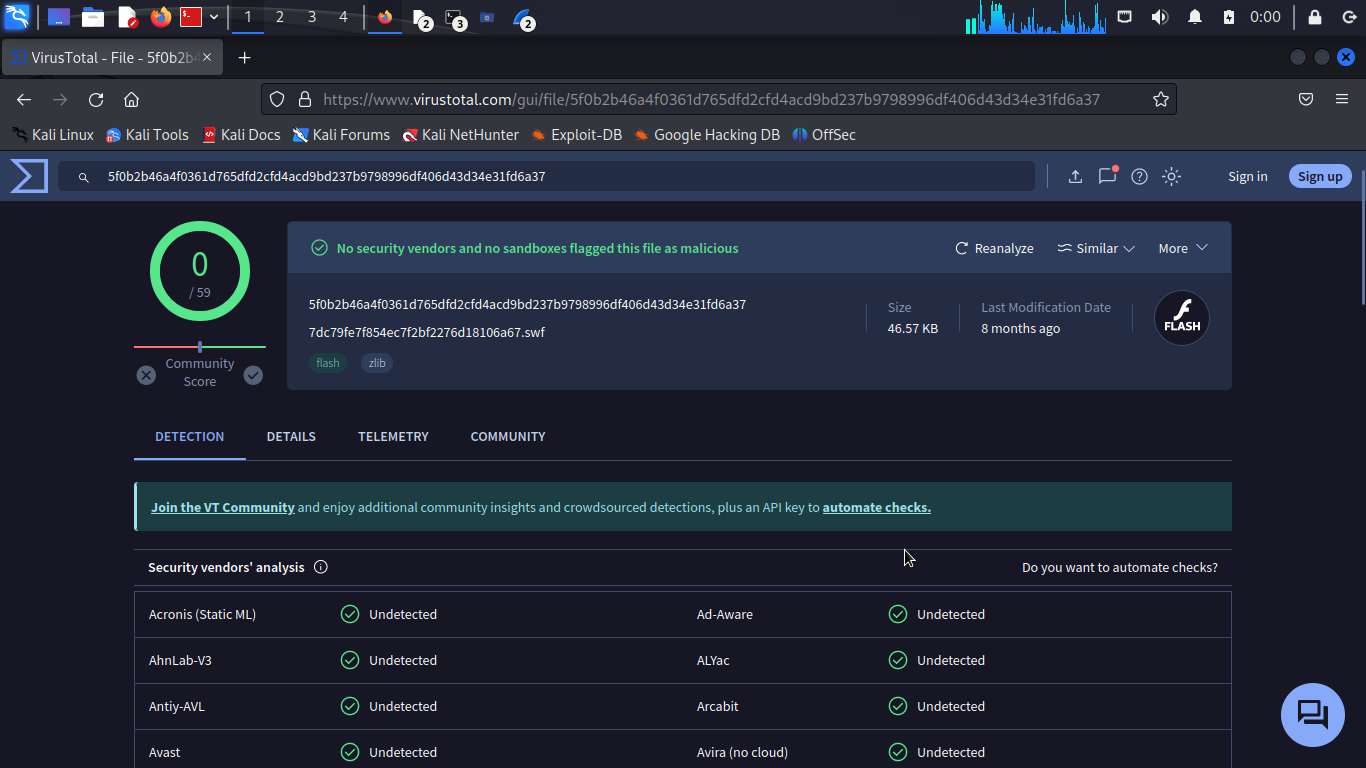 1 2 3 4 2 3 2 0:00
VirusTotal - File - 5f0b2b4
https://www.virustotal.com/gui/file/5f0b2b46a4f0361d765dfd2cfd4acd9bd237b9798996df406d43d34e31fd6a37
Kali Linux Kali Tools Kali Docs Kali Forums Kali NetHunter Exploit-DB Google Hacking DB OffSec
5f0b2b46a4f0361d765dfd2cfd4acd9bd237b9798996df406d43d34e31fd6a37 Sign in Sign up
0
/ 59
Community
Score
No security vendors and no sandboxes flagged this file as malicious Reanalyze Similar More
5f0b2b46a4f0361d765dfd2cfd4acd9bd237b9798996df406d43d34e31fd6a37
7dc79fe7f854ec7f2bf2276d18106a67.swf
flash zlib
Size
46.57 KB
Last Modification Date
8 months ago
FLASH
DETECTION DETAILS TELEMETRY COMMUNITY
Join the VT Community and enjoy additional community insights and crowdsourced detections, plus an API key to automate checks.
Security vendors' analysis Do you want to automate checks?
Acronis (Static ML) Undetected Ad-Aware Undetected
AhnLab-V3 Undetected ALYac Undetected
Antiy-AVL Undetected Arcabit Undetected
Avast Undetected Avira (no cloud) Undetected